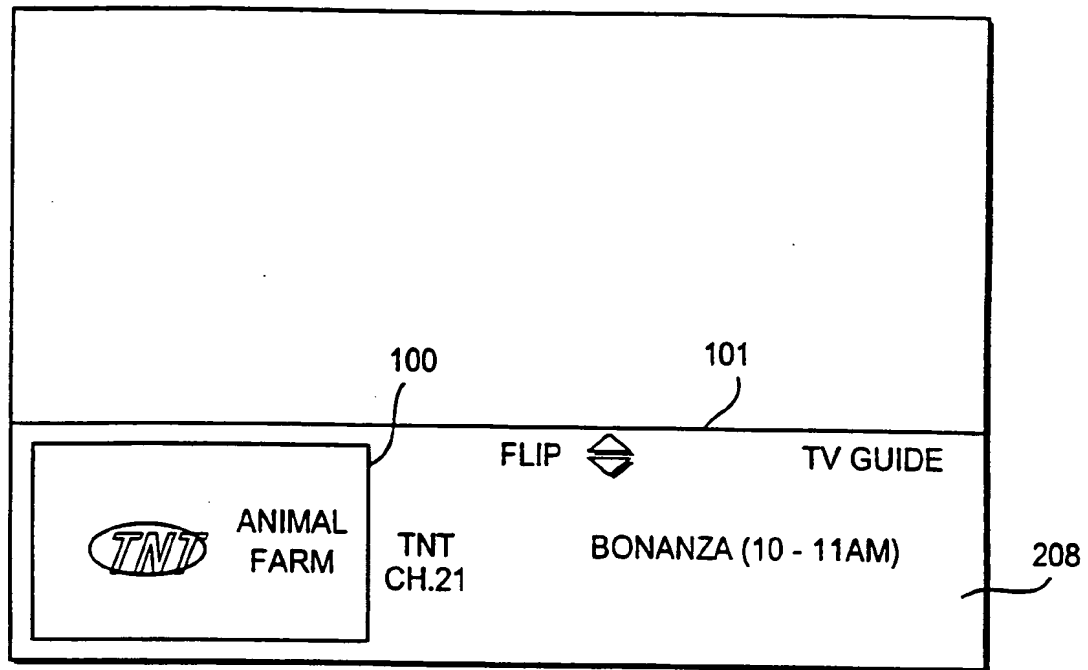 100
101
FLIP
TV GUIDE
TNT
ANIMAL
FARM
TNT
CH.21
BONANZA (10 - 11AM)
208